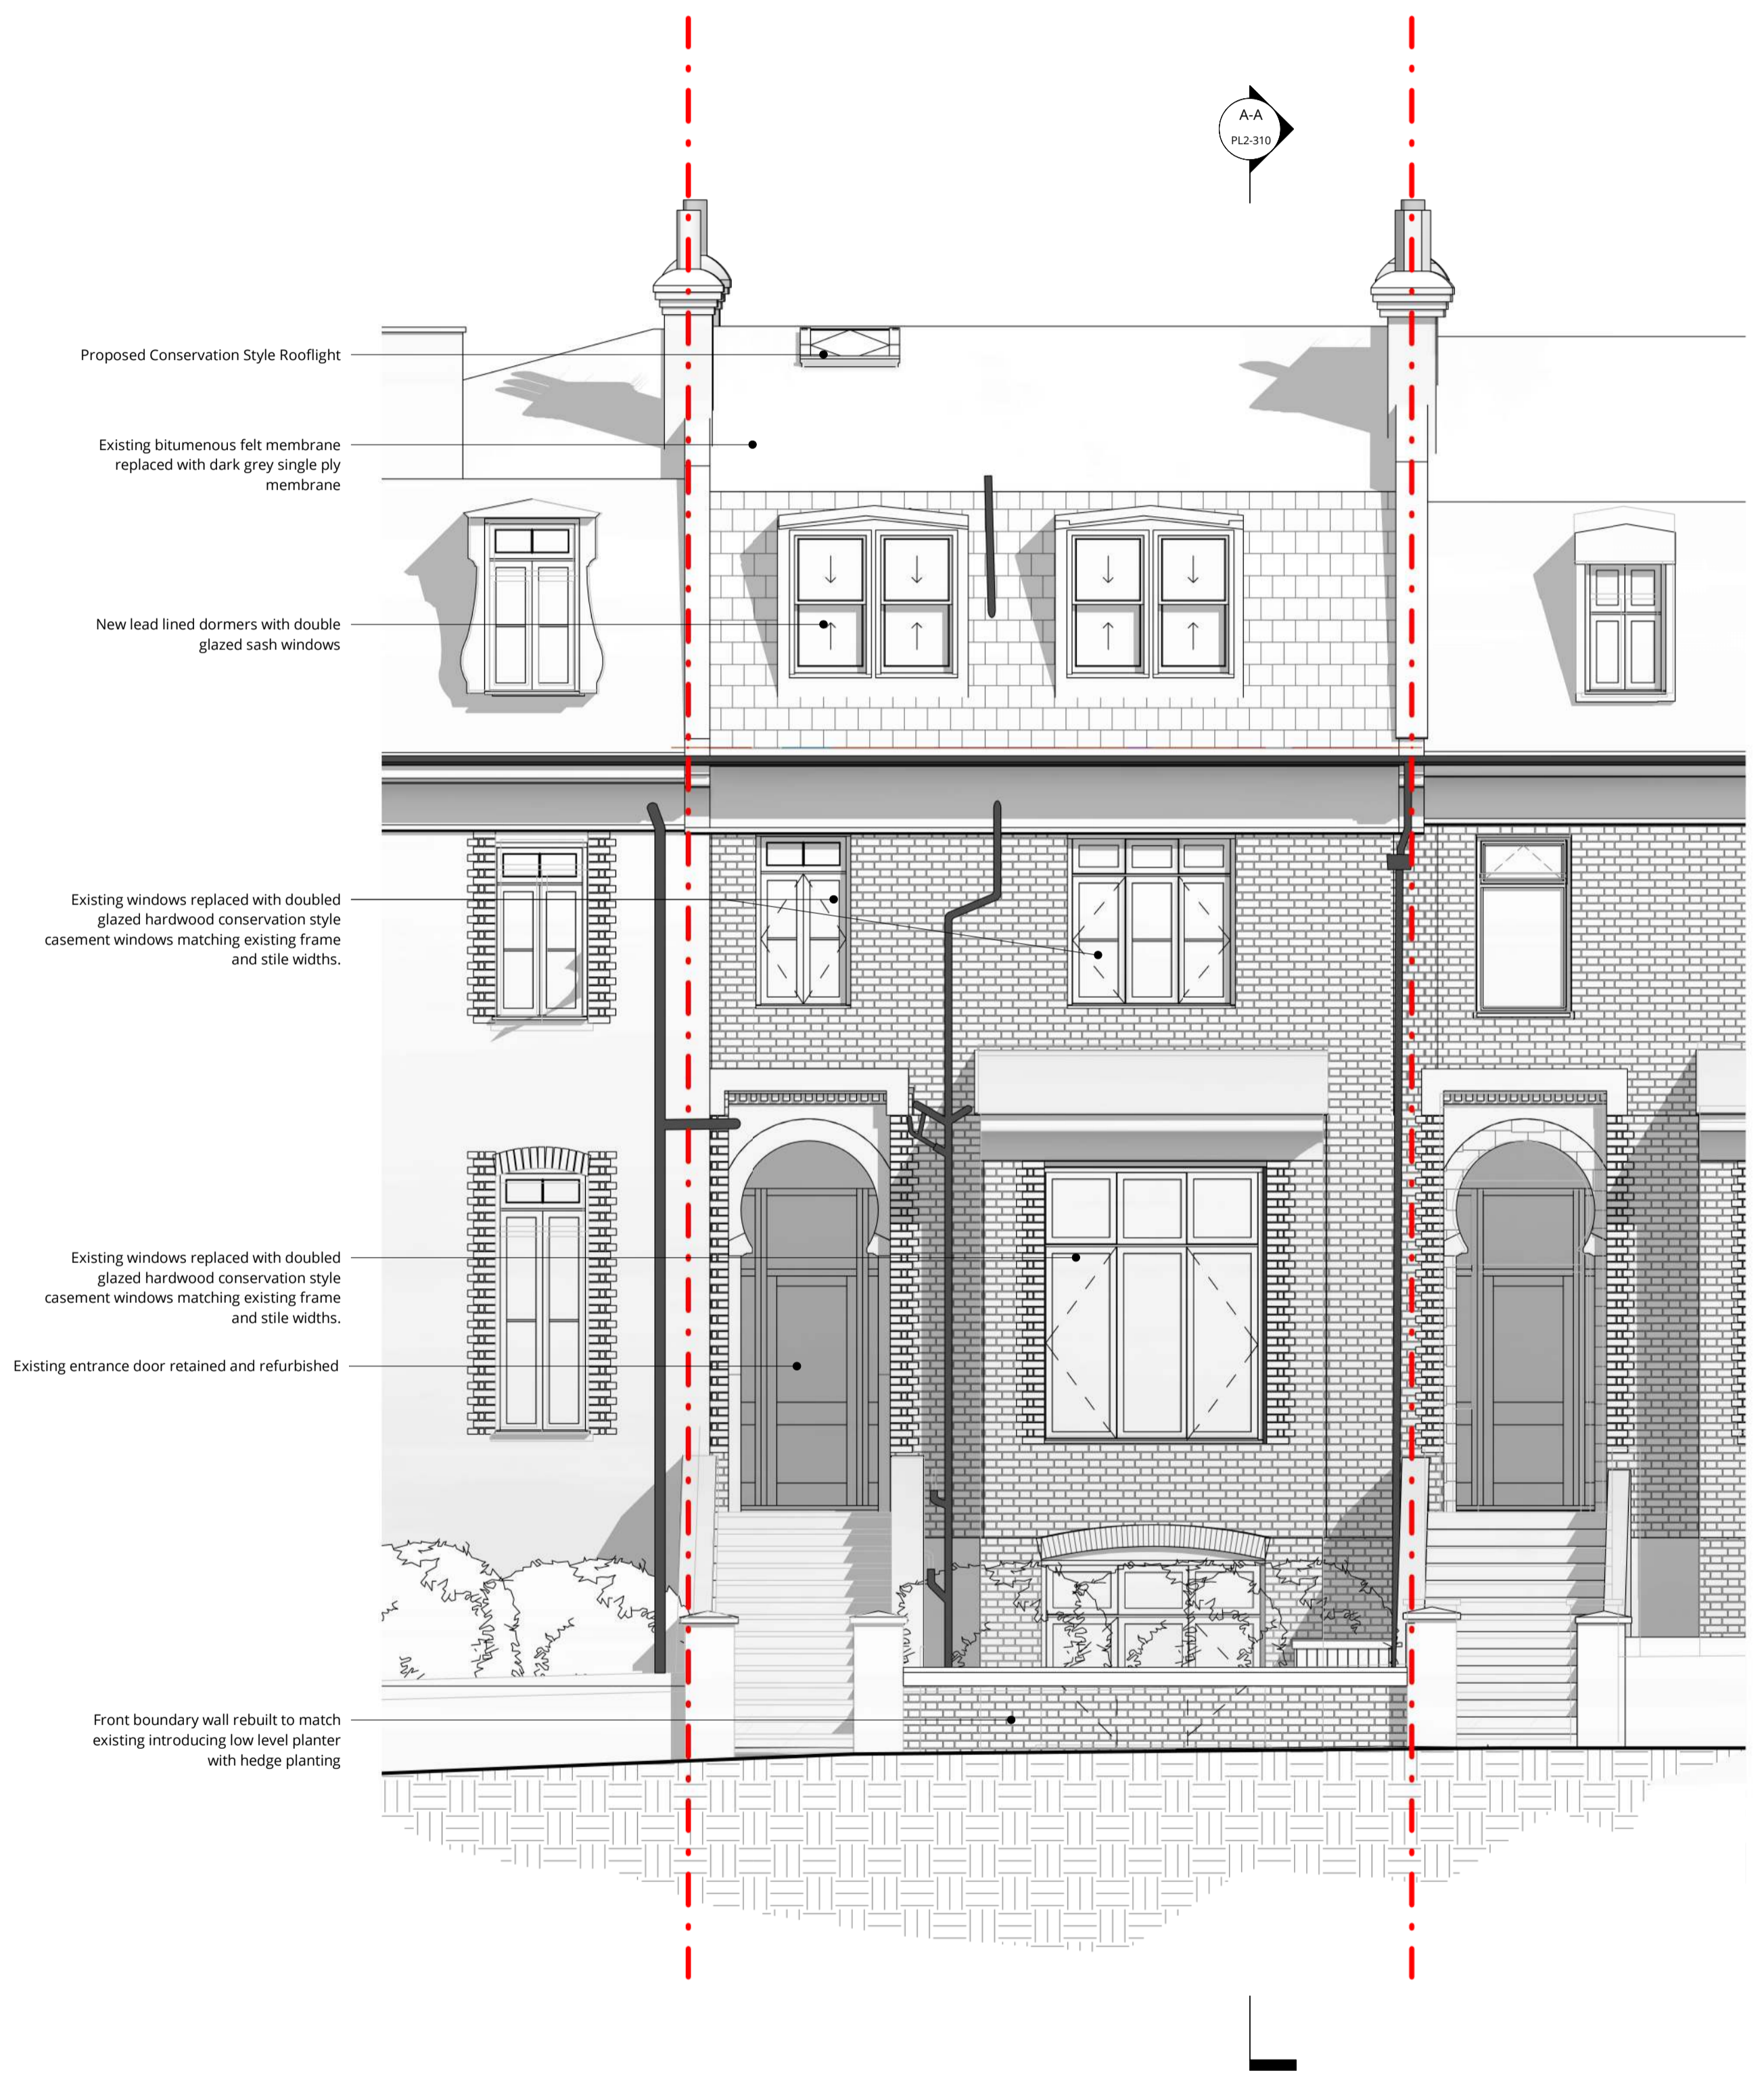 A-A
PL2-310
Proposed Conservation Style Rooflight
Existing bitumenous felt membrane
replaced with dark grey single ply
membrane
New lead lined dormers with double
glazed sash windows
Existing windows replaced with doubled
glazed hardwood conservation style
casement windows matching existing frame
and stile widths.
Existing windows replaced with doubled
glazed hardwood conservation style
casement windows matching existing frame
and stile widths.
Existing entrance door retained and refurbished
Front boundary wall rebuilt to match
existing introducing low level planter
with hedge planting